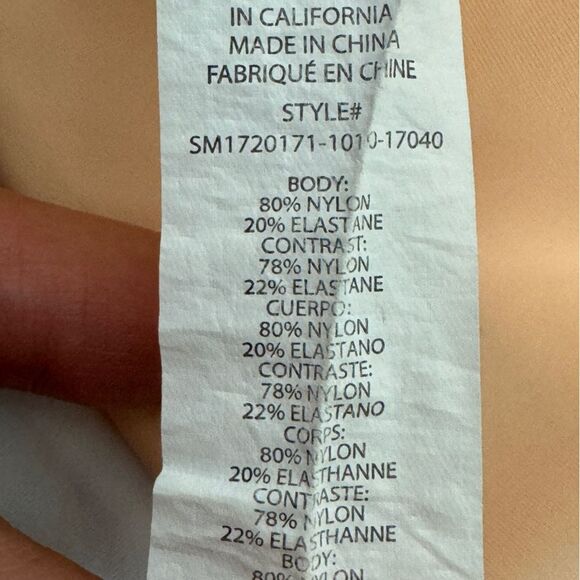 IN CALIFORNIA
MADE IN CHINA
FABRIQUÉ EN CHINE
STYLE#
SM1720171-1010-17040
BODY:
80% NYLON
20% ELASTANE
CONTRAST:
78% NYLON
22% ELASTANE
CUERPO:
80% NYLON
20% ELASTANO
CONTRASTE:
78% NYLON
22% ELASTANO
CORPS:
80% NYLON
20% ELASTHANNE
CONTRASTE:
78% NYLON
22% ELASTHANNE
BODY:
80% NYLON